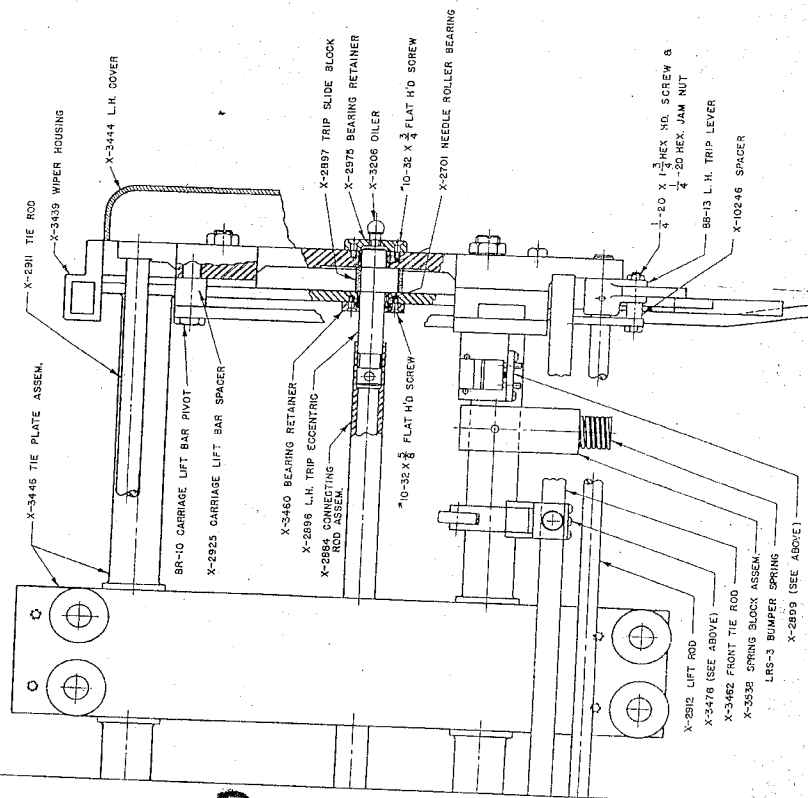 X-3446 TIE PLATE ASSEM.
X-2911 TIE ROD
X-3439 WIPER HOUSING
X-3444 L.H. COVER
BR-10 CARRIAGE LIFT BAR PIVOT
X-2925 CARRIAGE LIFT BAR SPACER
X-3460 BEARING RETAINER
X-2896 L.H. TRIP ECCENTRIC
X-2884 CONNECTING
ROD ASSEM.
"10-32 X 5/8 FLAT H'D SCREW
X-2897 TRIP SLIDE BLOCK
X-2975 BEARING RETAINER
X-3206 OILER
"10-32 X 3/4 FLAT H'D SCREW
X-2701 NEEDLE ROLLER BEARING
1/4-20 X 1 3/4 HEX HD. SCREW &
1/4-20 HEX. JAM NUT
BB-13 L.H. TRIP LEVER
X-10246 SPACER
X-2912 LIFT ROD
X-3478 (SEE ABOVE)
X-3462 FRONT TIE ROD
X-3538 SPRING BLOCK ASSEM.
LRS-3 BUMPER SPRING
X-2899 (SEE ABOVE)